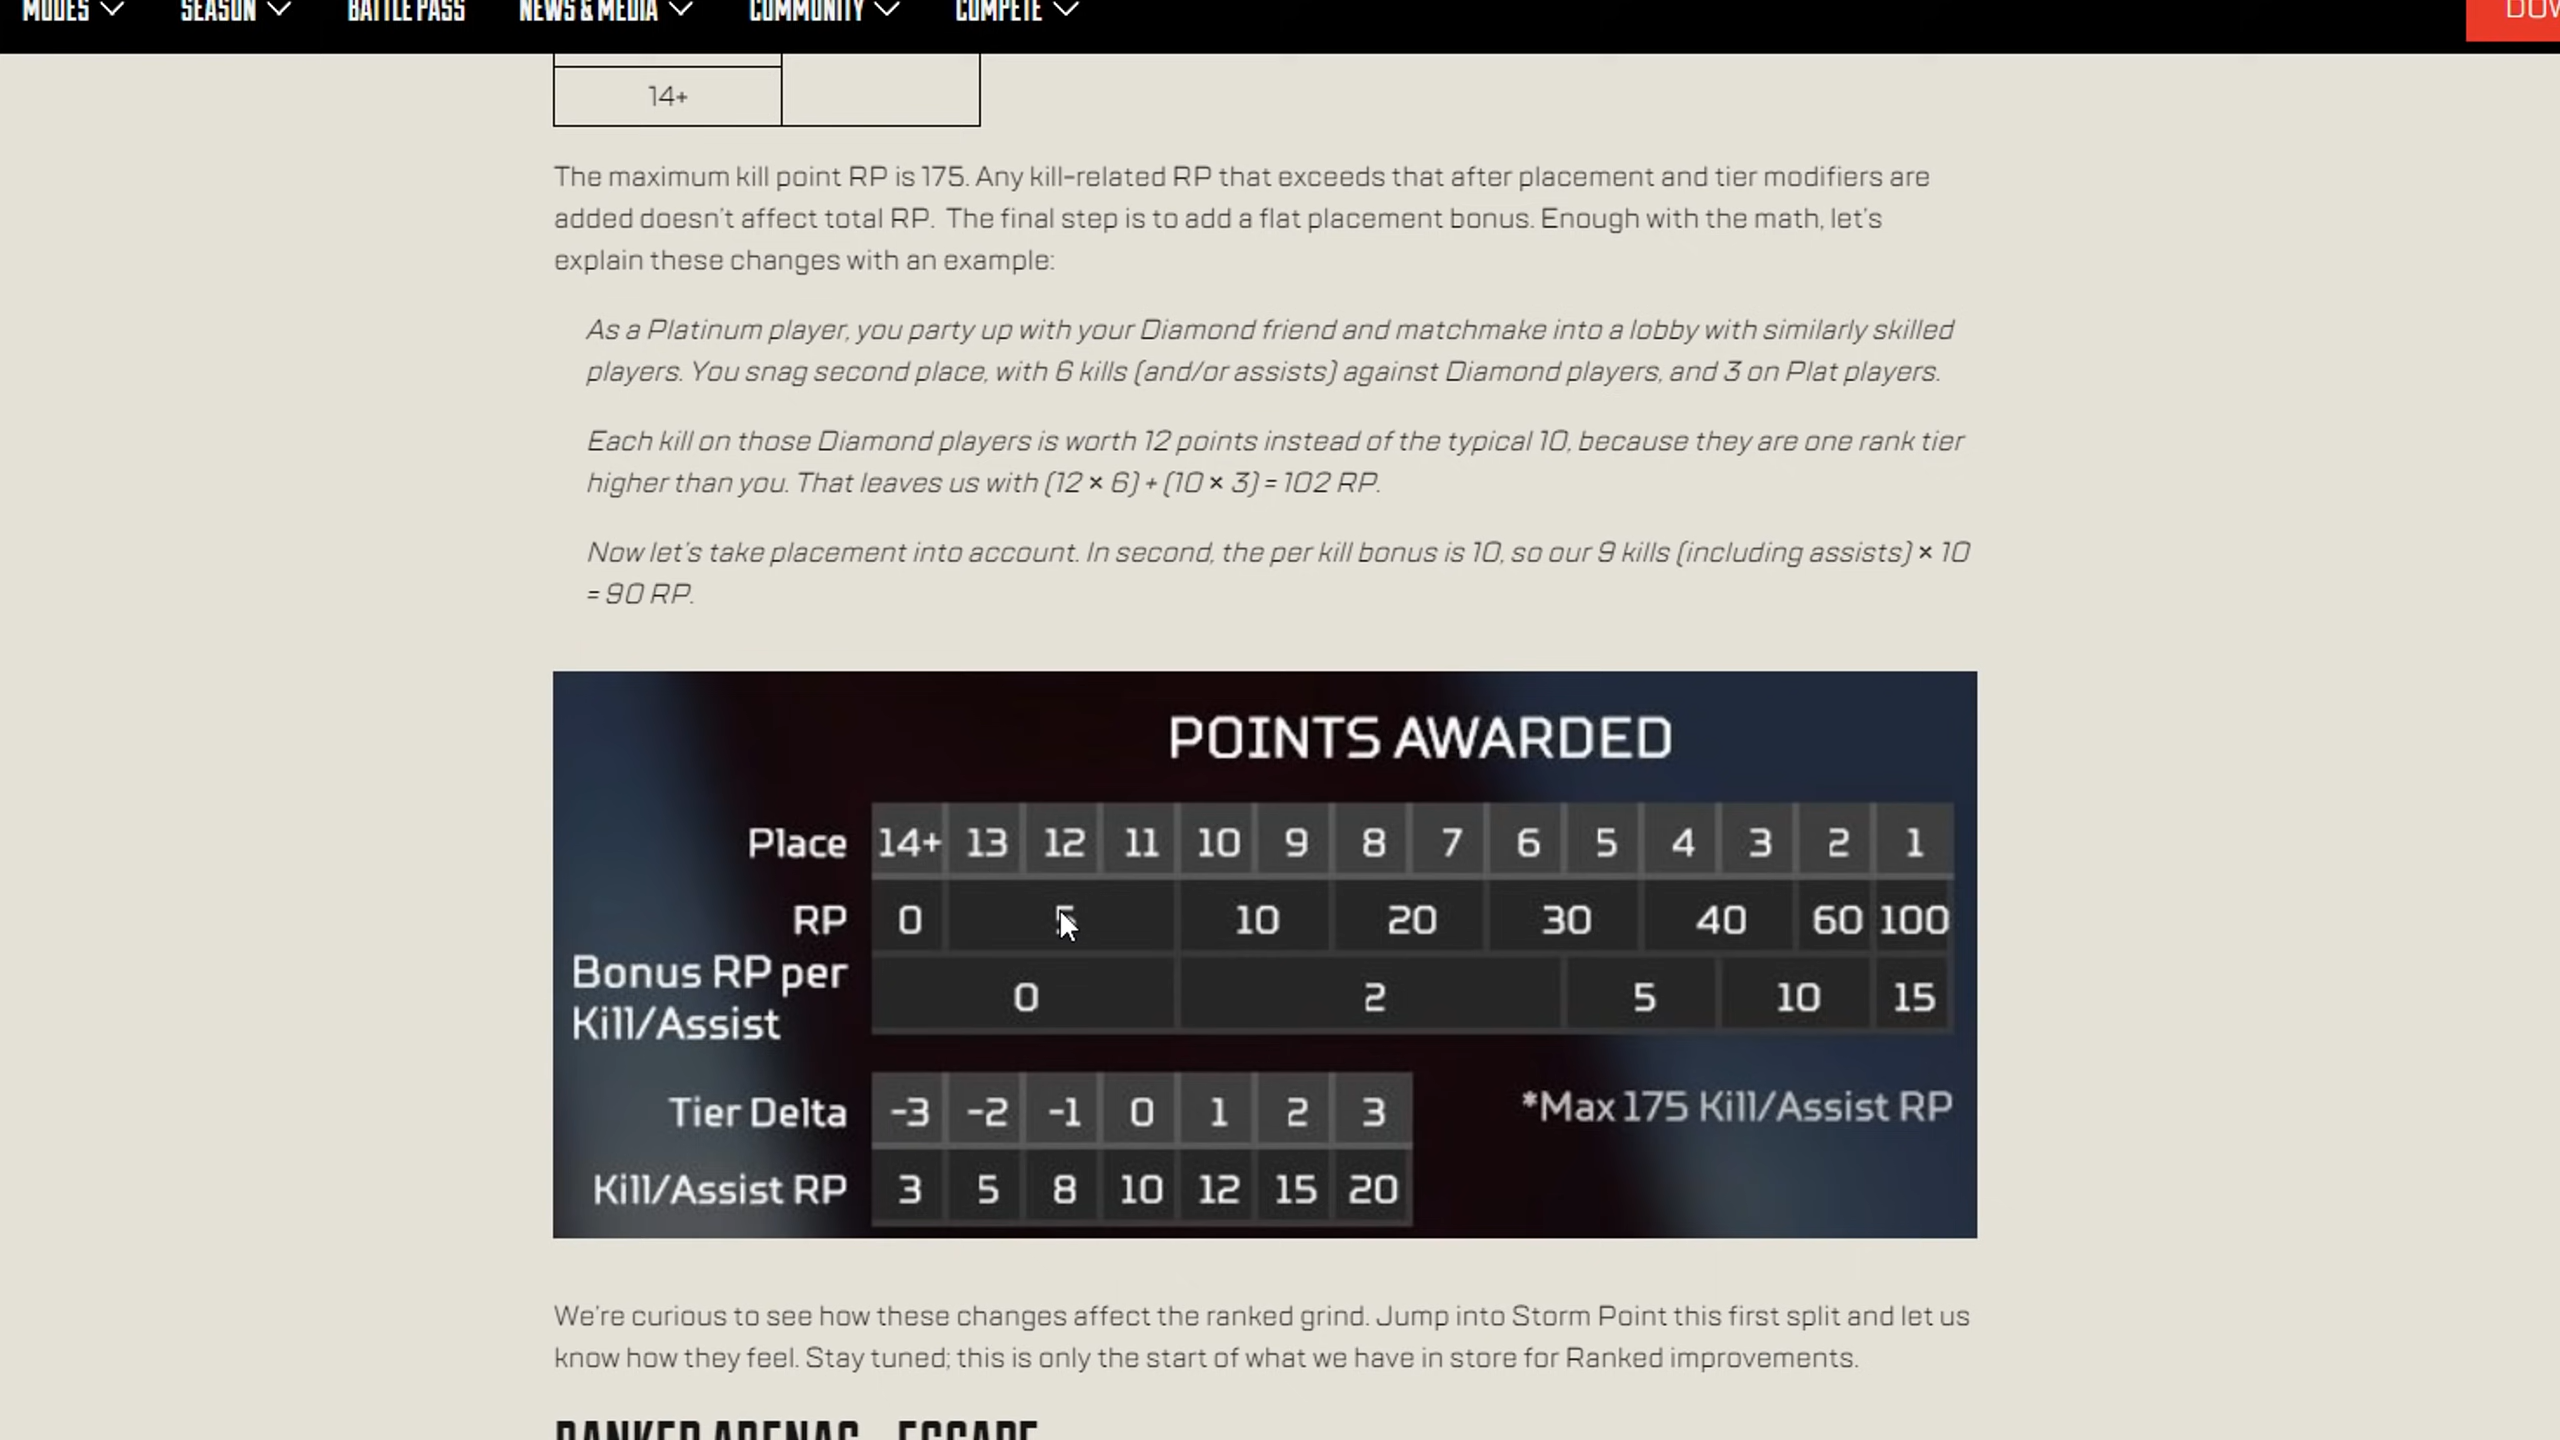 MODES SEASON BATTLE PASS NEWS & MEDIA COMMUNITY COMPETE
14+
The maximum kill point RP is 175. Any kill-related RP that exceeds that after placement and tier modifiers are
added doesn't affect total RP. The final step is to add a flat placement bonus. Enough with the math, let's
explain these changes with an example:
As a Platinum player, you party up with your Diamond friend and matchmake into a lobby with similarly skilled
players. You snag second place, with 6 kills (and/or assists) against Diamond players, and 3 on Plat players.
Each kill on those Diamond players is worth 12 points instead of the typical 10, because they are one rank tier
higher than you. That leaves us with (12 × 6) + (10 × 3) = 102 RP.
Now let's take placement into account. In second, the per kill bonus is 10, so our 9 kills (including assists) × 10
= 90 RP.
POINTS AWARDED
Place 14+ 13 12 11 10 9 8 7 6 5 4 3 2 1
RP 0 5 10 20 30 40 60 100
Bonus RP per
Kill/Assist 0 2 5 10 15
Tier Delta -3 -2 -1 0 1 2 3 *Max 175 Kill/Assist RP
Kill/Assist RP 3 5 8 10 12 15 20
We're curious to see how these changes affect the ranked grind. Jump into Storm Point this first split and let us
know how they feel. Stay tuned; this is only the start of what we have in store for Ranked improvements.
RANKED ARENAS - ESCAPE